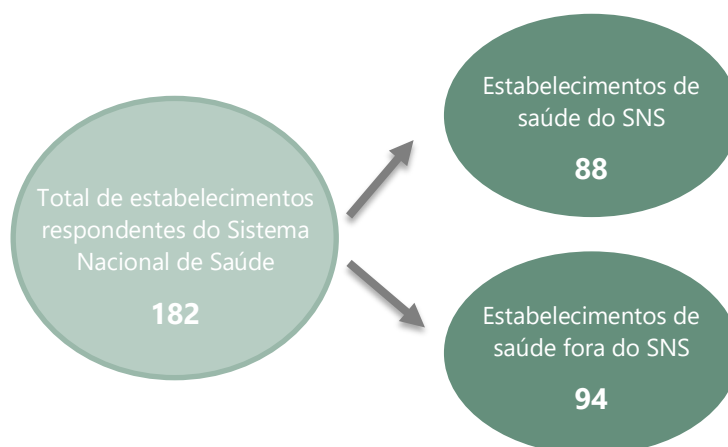 Total de estabelecimentos
respondentes do Sistema
Nacional de Saúde
182
Estabelecimentos de
saúde do SNS
88
Estabelecimentos de
saúde fora do SNS
94